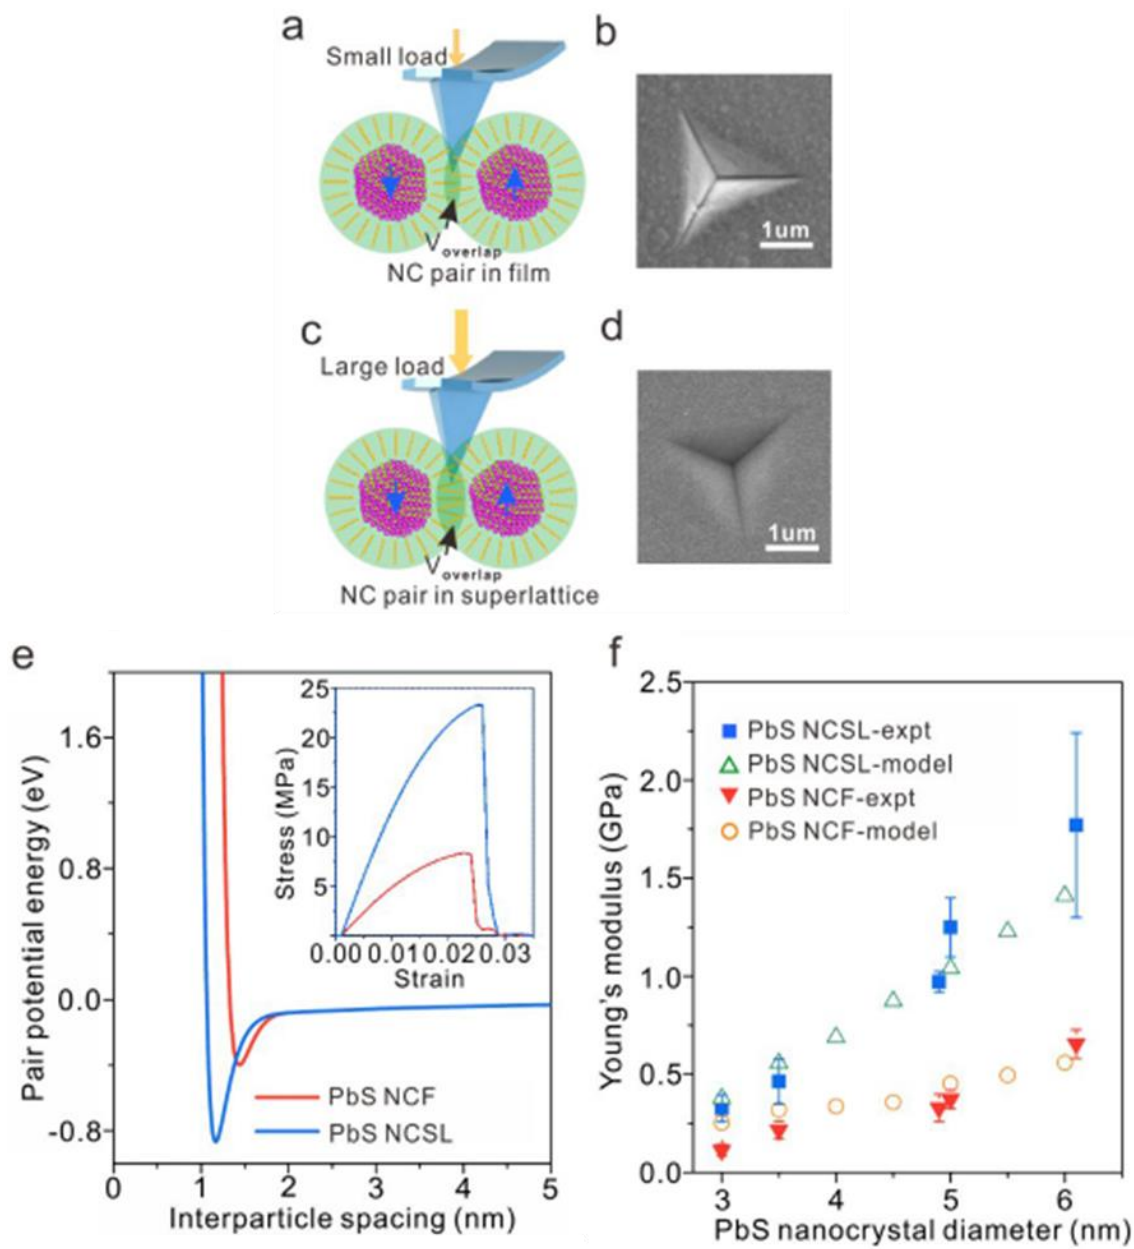 a
Small load
V overlap
NC pair in film
b
1um
c
Large load
V overlap
NC pair in superlattice
d
1um
e
Pair potential energy (eV)
1.6
0.8
0.0
-0.8
0 1 2 3 4 5
Interparticle spacing (nm)
PbS NCF
PbS NCSL
Stress (MPa)
25
20
15
10
5
0.00 0.01 0.02 0.03
Strain
f
Young's modulus (GPa)
2.5
2.0
1.5
1.0
0.5
0.0
PbS NCSL-expt
PbS NCSL-model
PbS NCF-expt
PbS NCF-model
3 4 5 6
PbS nanocrystal diameter (nm)